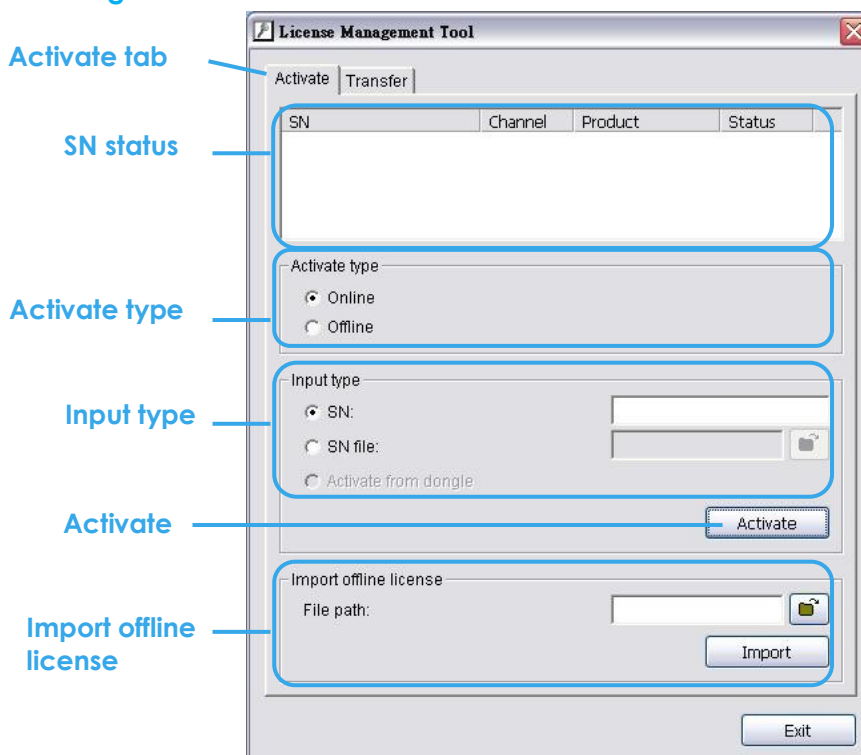 License Management Tool
Activate tab
Activate Transfer
SN Channel Product Status
SN status
Activate type
Online
Activate type
Offline
Input type
SN:
Input type
SN file:
Activate from dongle
Activate
Activate
Import offline license
File path:
Import offline
license
Import
Exit